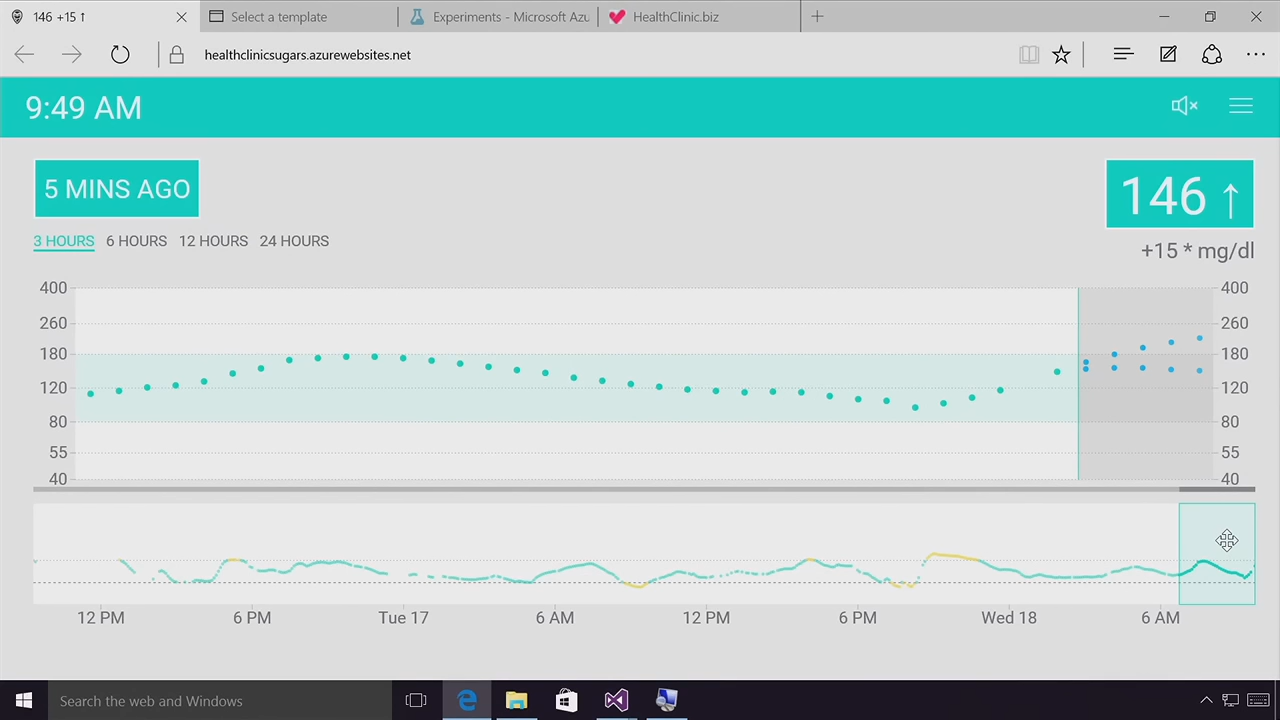 146 +15 ↑
Select a template
Experiments - Microsoft Azu
HealthClinic.biz
healthclinicsugars.azurewebsites.net
9:49 AM
5 MINS AGO
146 ↑
3 HOURS 6 HOURS 12 HOURS 24 HOURS
+15 * mg/dl
400 400
260 260
180 180
120 120
80 80
55 55
40 40
12 PM 6 PM Tue 17 6 AM 12 PM 6 PM Wed 18 6 AM
Search the web and Windows